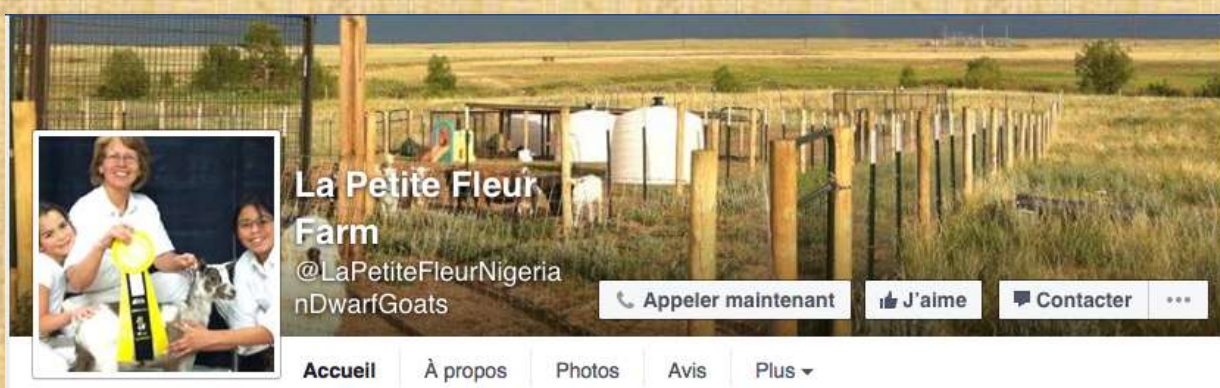 La Petite Fleur
Farm
@LaPetiteFleurNigeria
nDwarfGoats
Appeler maintenant
J'aime
Contacter
Accueil À propos Photos Avis Plus